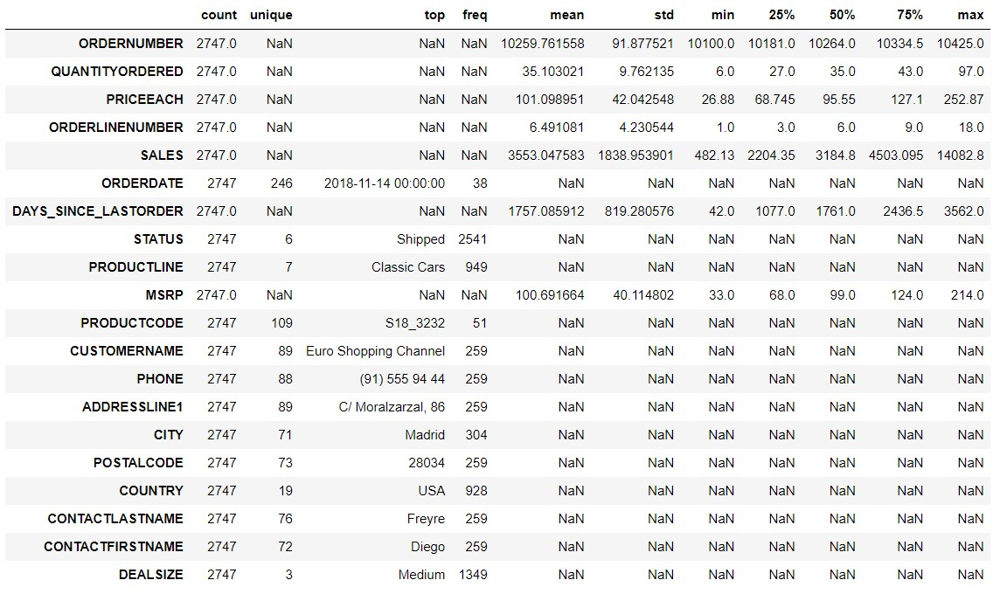 count unique top freq mean std min 25% 50% 75% max
ORDERNUMBER 2747.0 NaN NaN NaN 10259.761558 91.877521 10100.0 10181.0 10264.0 10334.5 10425.0
QUANTITYORDERED 2747.0 NaN NaN NaN 35.103021 9.762135 6.0 27.0 35.0 43.0 97.0
PRICEEACH 2747.0 NaN NaN NaN 101.098951 42.042548 26.88 68.745 95.55 127.1 252.87
ORDERLINENUMBER 2747.0 NaN NaN NaN 6.491081 4.230544 1.0 3.0 6.0 9.0 18.0
SALES 2747.0 NaN NaN NaN 3553.047583 1838.953901 482.13 2204.35 3184.8 4503.095 14082.8
ORDERDATE 2747 246 2018-11-14 00:00:00 38 NaN NaN NaN NaN NaN NaN NaN
DAYS_SINCE_LASTORDER 2747.0 NaN NaN NaN 1757.085912 819.280576 42.0 1077.0 1761.0 2436.5 3562.0
STATUS 2747 6 Shipped 2541 NaN NaN NaN NaN NaN NaN NaN
PRODUCTLINE 2747 7 Classic Cars 949 NaN NaN NaN NaN NaN NaN NaN
MSRP 2747.0 NaN NaN NaN 100.691664 40.114802 33.0 68.0 99.0 124.0 214.0
PRODUCTCODE 2747 109 S18_3232 51 NaN NaN NaN NaN NaN NaN NaN
CUSTOMERNAME 2747 89 Euro Shopping Channel 259 NaN NaN NaN NaN NaN NaN NaN
PHONE 2747 88 (91) 555 94 44 259 NaN NaN NaN NaN NaN NaN NaN
ADDRESSLINE1 2747 89 C/ Moralzarzal, 86 259 NaN NaN NaN NaN NaN NaN NaN
CITY 2747 71 Madrid 304 NaN NaN NaN NaN NaN NaN NaN
POSTALCODE 2747 73 28034 259 NaN NaN NaN NaN NaN NaN NaN
COUNTRY 2747 19 USA 928 NaN NaN NaN NaN NaN NaN NaN
CONTACTLASTNAME 2747 76 Freyre 259 NaN NaN NaN NaN NaN NaN NaN
CONTACTFIRSTNAME 2747 72 Diego 259 NaN NaN NaN NaN NaN NaN NaN
DEALSIZE 2747 3 Medium 1349 NaN NaN NaN NaN NaN NaN NaN